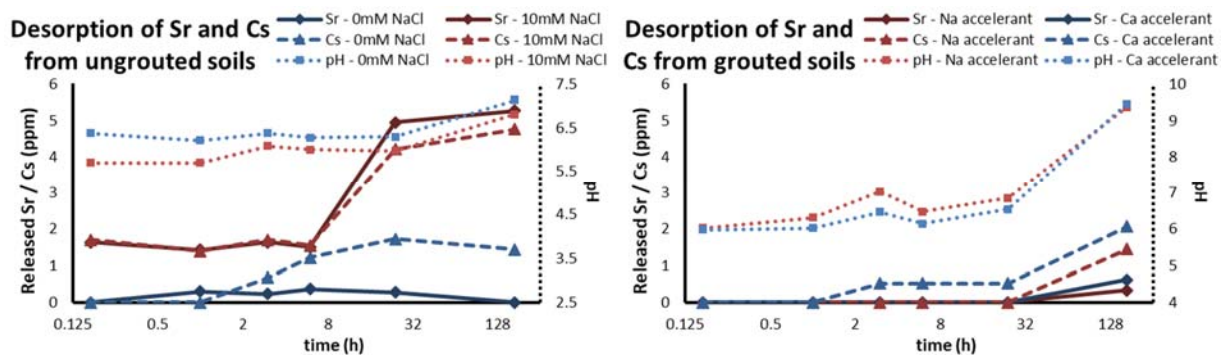 Desorption of Sr and Cs
from ungrouted soils
Sr - 0mM NaCl
Sr - 10mM NaCl
Cs - 0mM NaCl
Cs - 10mM NaCl
pH - 0mM NaCl
pH - 10mM NaCl
Released Sr / Cs (ppm)
6
5
4
3
2
1
0
7.5
6.5
5.5
4.5
3.5
2.5
pH
0.125
0.5
2
8
32
128
time (h)
Desorption of Sr and
Cs from grouted soils
Sr - Na accelerant
Sr - Ca accelerant
Cs - Na accelerant
Cs - Ca accelerant
pH - Na accelerant
pH - Ca accelerant
Released Sr / Cs (ppm)
6
5
4
3
2
1
0
10
9
8
7
6
5
4
pH
0.125
0.5
2
8
32
128
time (h)